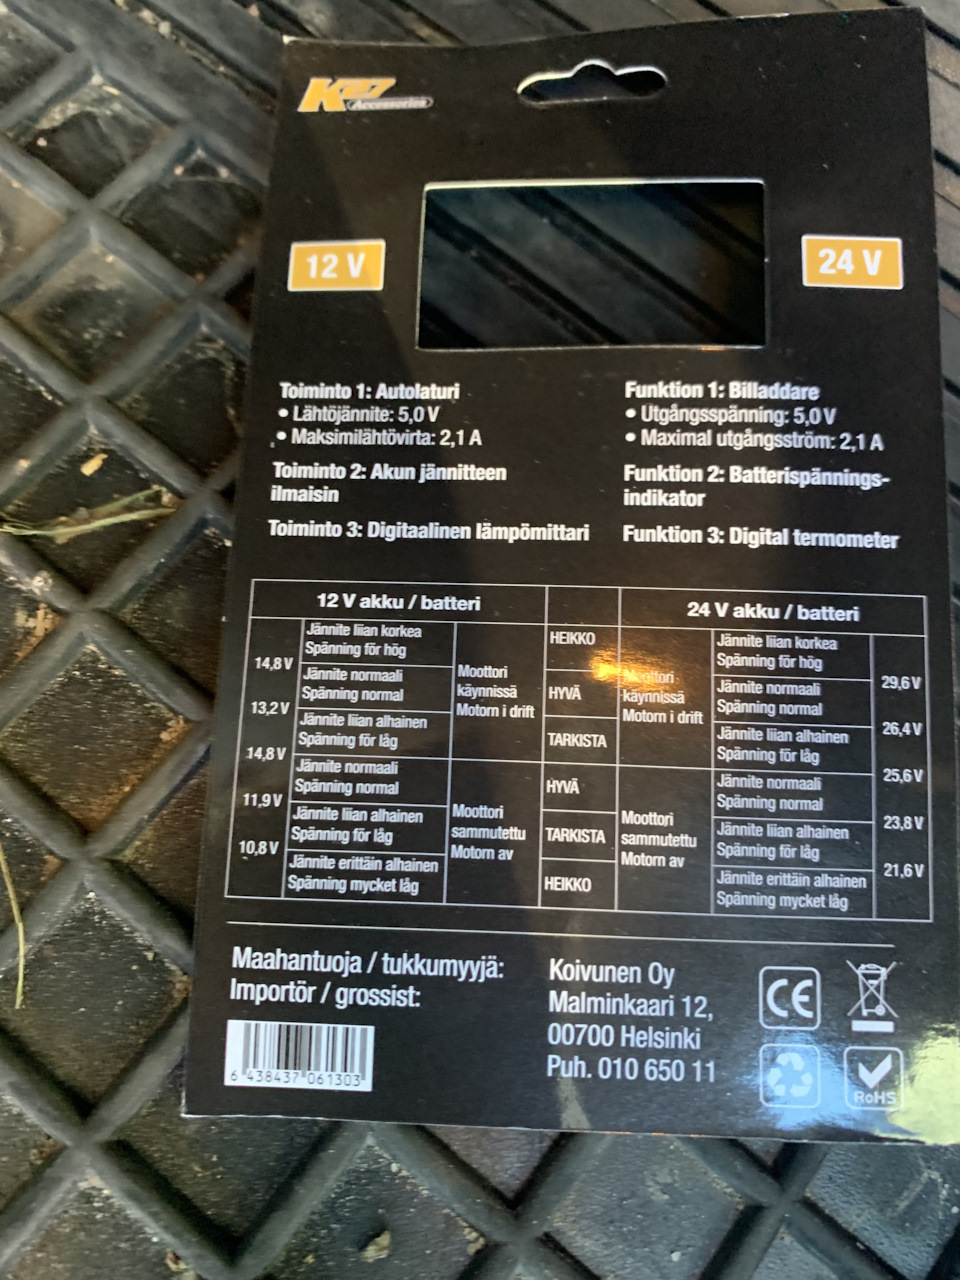 K27
Accessories
12 V
24 V
Toiminto 1: Autolaturi
• Lähtöjännite: 5,0 V
• Maksimilähtövirta: 2,1 A
Toiminto 2: Akun jännitteen
ilmaisin
Toiminto 3: Digitaalinen lämpömittari
Funktion 1: Billaddare
• Utgångsspänning: 5,0 V
• Maximal utgångsström: 2,1 A
Funktion 2: Batterispännings-
indikator
Funktion 3: Digital termometer
12 V akku / batteri
14,8 V
13,2 V
14,8 V
11,9 V
10,8 V
Jännite liian korkea
Spänning för hög
Jännite normaali
Spänning normal
Jännite liian alhainen
Spänning för låg
Jännite normaali
Spänning normal
Jännite liian alhainen
Spänning för låg
Jännite erittäin alhainen
Spänning mycket låg
Moottori
käynnissä
Motorn i drift
Moottori
sammutettu
Motorn av
HEIKKO
HYVÄ
TARKISTA
HYVÄ
TARKISTA
HEIKKO
24 V akku / batteri
Moottori
käynnissä
Motorn i drift
Moottori
sammutettu
Motorn av
Jännite liian korkea
Spänning för hög
Jännite normaali
Spänning normal
Jännite liian alhainen
Spänning för låg
Jännite normaali
Spänning normal
Jännite liian alhainen
Spänning för låg
Jännite erittäin alhainen
Spänning mycket låg
29,6 V
26,4 V
25,6 V
23,8 V
21,6 V
Maahantuoja / tukkumyyjä:
Importör / grossist:
Koivunen Oy
Malminkaari 12,
00700 Helsinki
Puh. 010 650 11
6 438437 061303
CE
RoHS